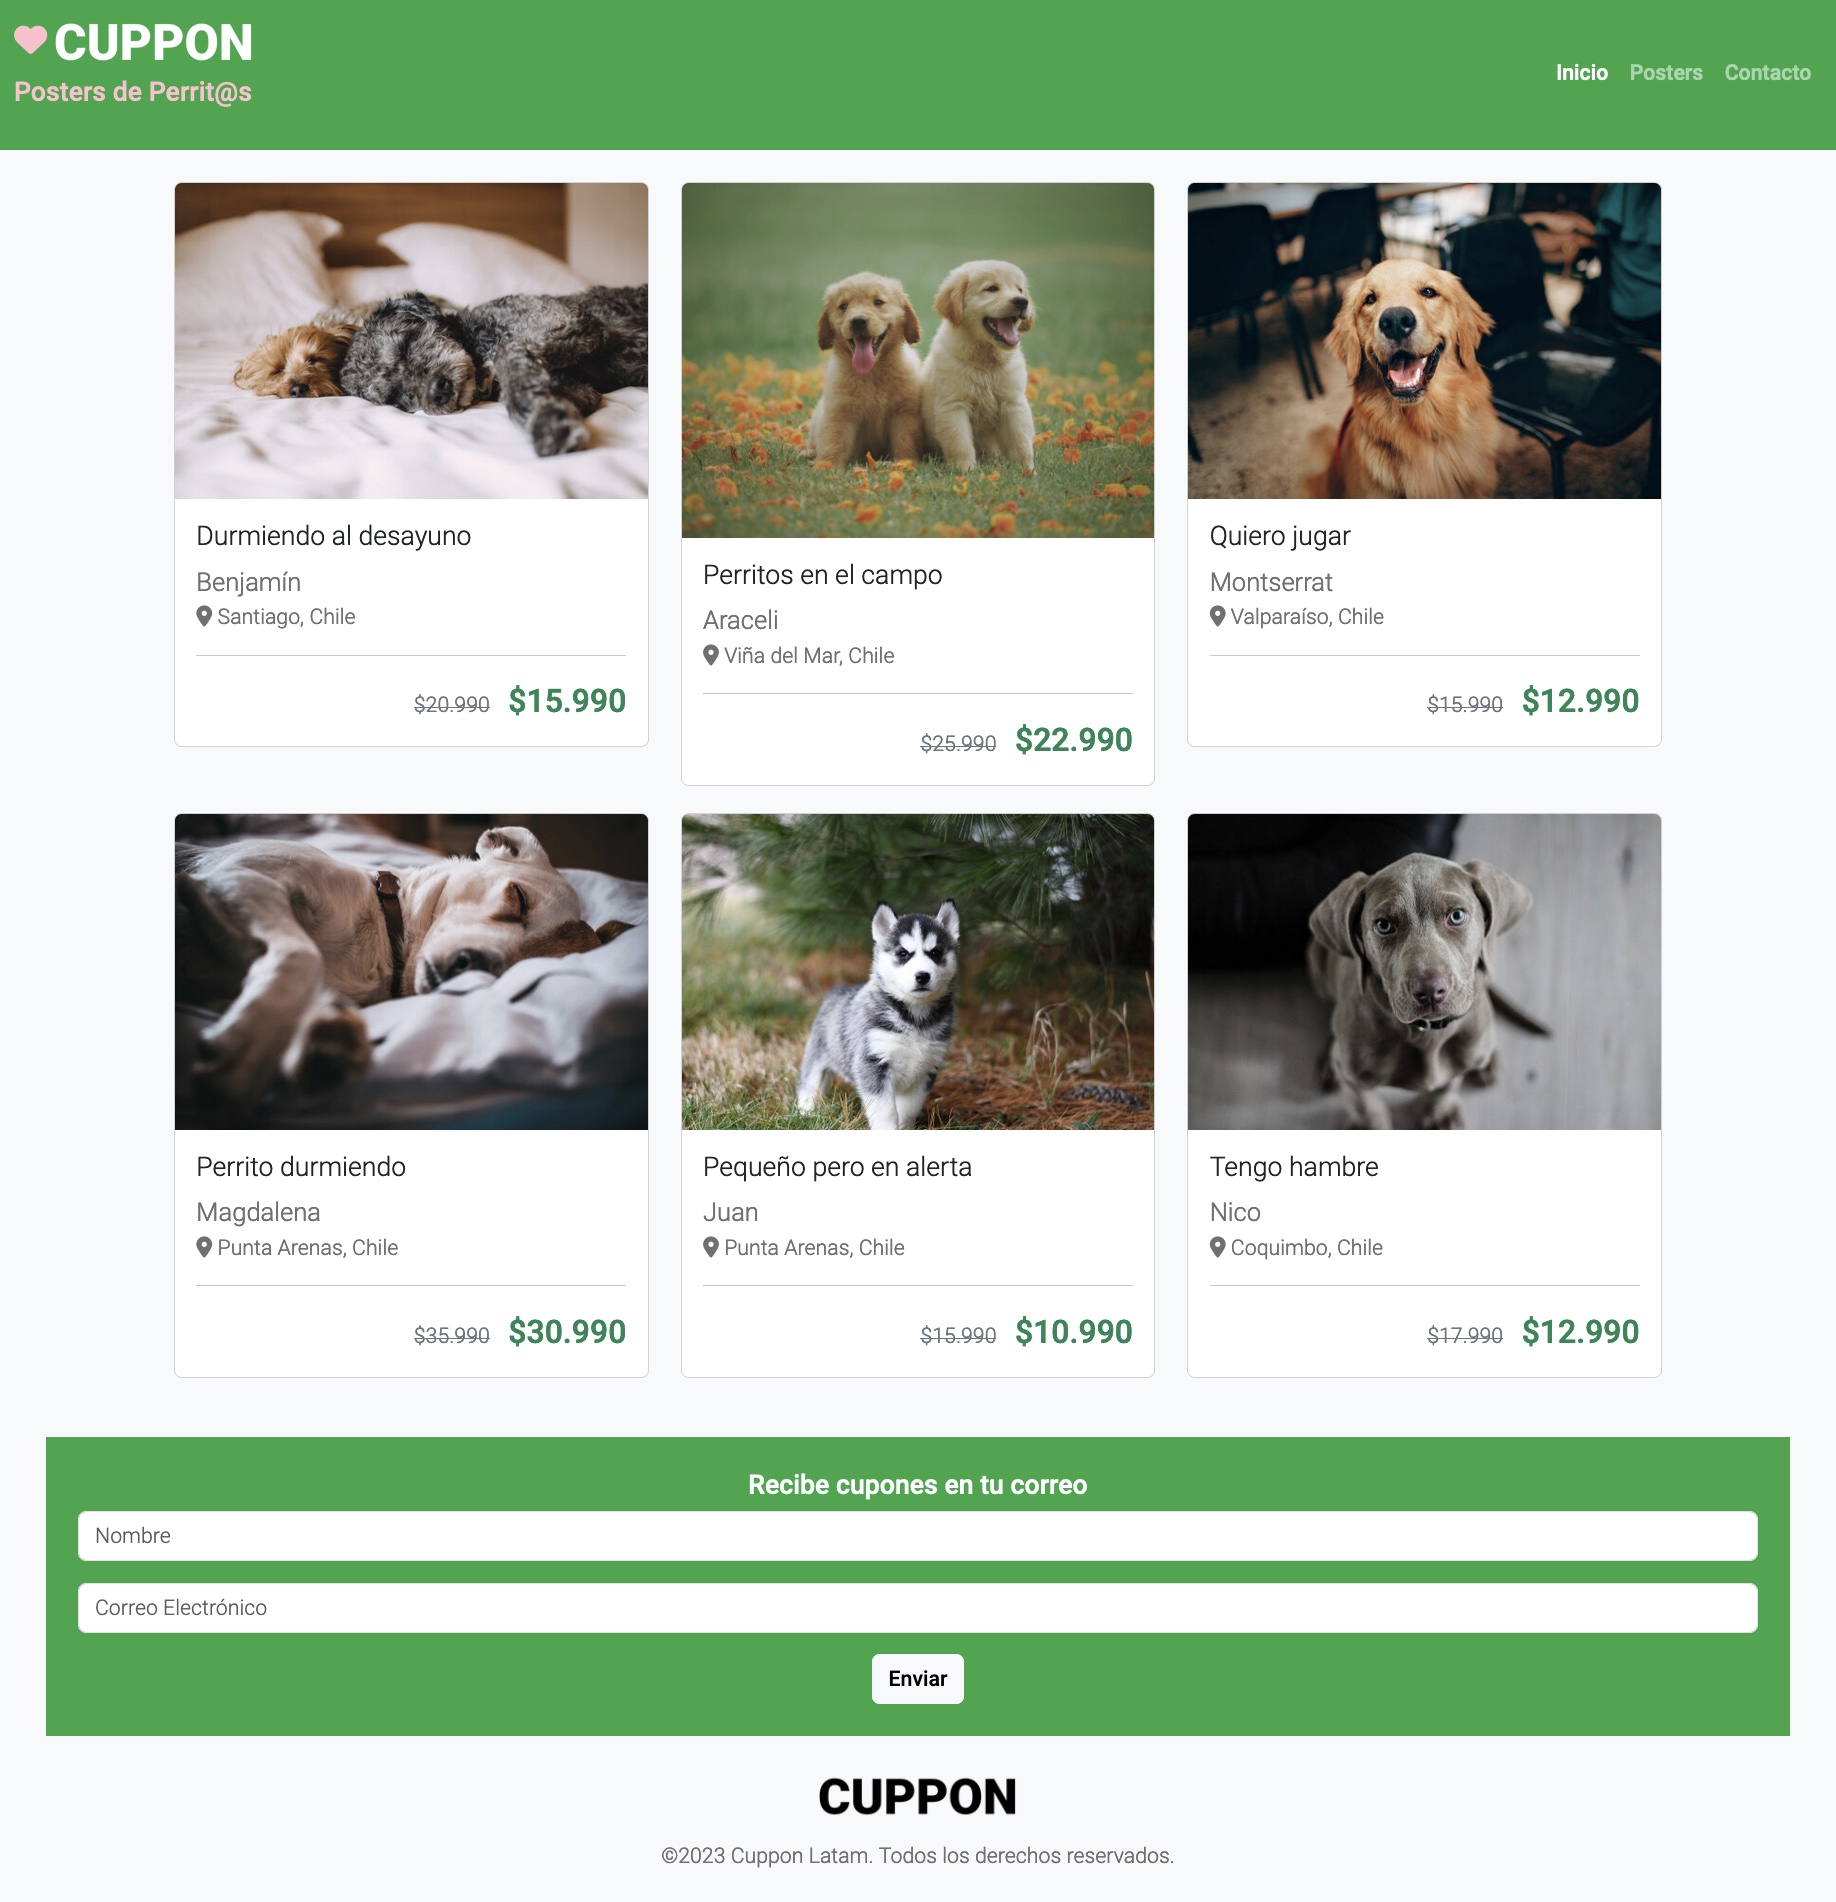 CUPPON
Posters de Perrit@s
Inicio Posters Contacto
Durmiendo al desayuno
Benjamín
Santiago, Chile
$20.990 $15.990
Perritos en el campo
Araceli
Viña del Mar, Chile
$25.990 $22.990
Quiero jugar
Montserrat
Valparaíso, Chile
$15.990 $12.990
Perrito durmiendo
Magdalena
Punta Arenas, Chile
$35.990 $30.990
Pequeño pero en alerta
Juan
Punta Arenas, Chile
$15.990 $10.990
Tengo hambre
Nico
Coquimbo, Chile
$17.990 $12.990
Recibe cupones en tu correo
Nombre
Correo Electrónico
Enviar
CUPPON
©2023 Cuppon Latam. Todos los derechos reservados.